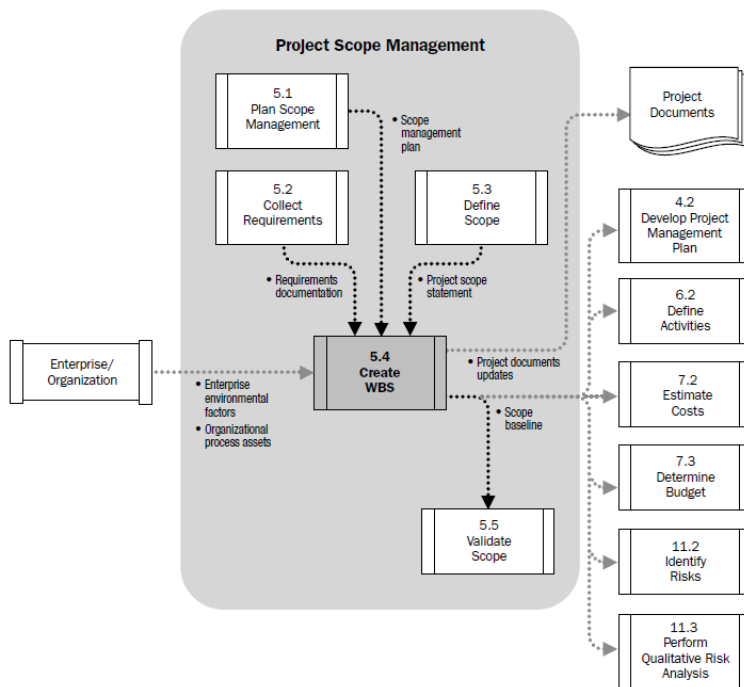 Project Scope Management
5.1
Plan Scope
Management
• Scope
management
plan
Project
Documents
5.2
Collect
Requirements
5.3
Define
Scope
4.2
Develop Project
Management
Plan
• Requirements
documentation
• Project scope
statement
6.2
Define
Activities
Enterprise/
Organization
5.4
Create
WBS
• Project documents
updates
• Enterprise
environmental
factors
• Organizational
process assets
7.2
Estimate
Costs
• Scope
baseline
7.3
Determine
Budget
5.5
Validate
Scope
11.2
Identify
Risks
11.3
Perform
Qualitative Risk
Analysis